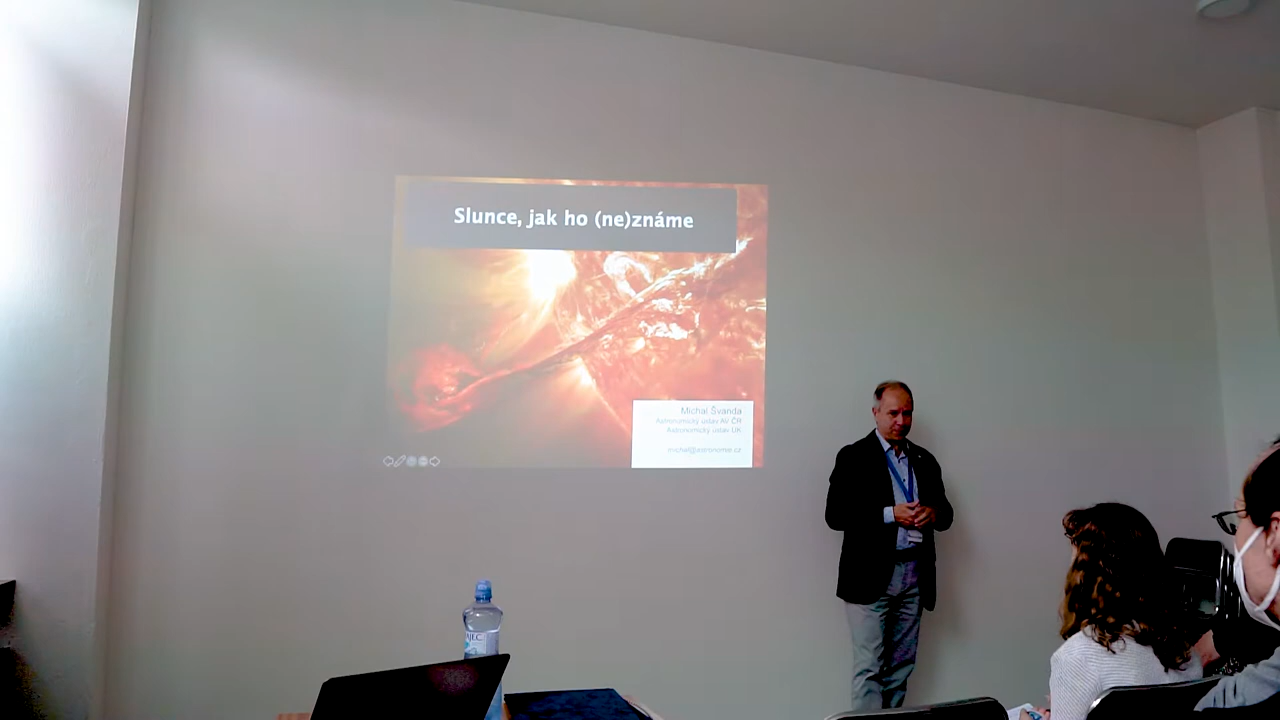 Slunce, jak ho (ne)známe
Michal Švanda
Astronomický ústav AV ČR
Astronomický ústav UK
michal@astronomie.cz